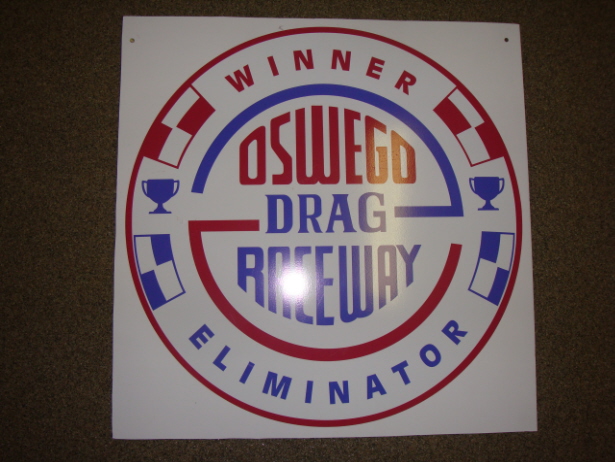 WINNER
OSWEGO
DRAG
RACEWAY
ELIMINATOR